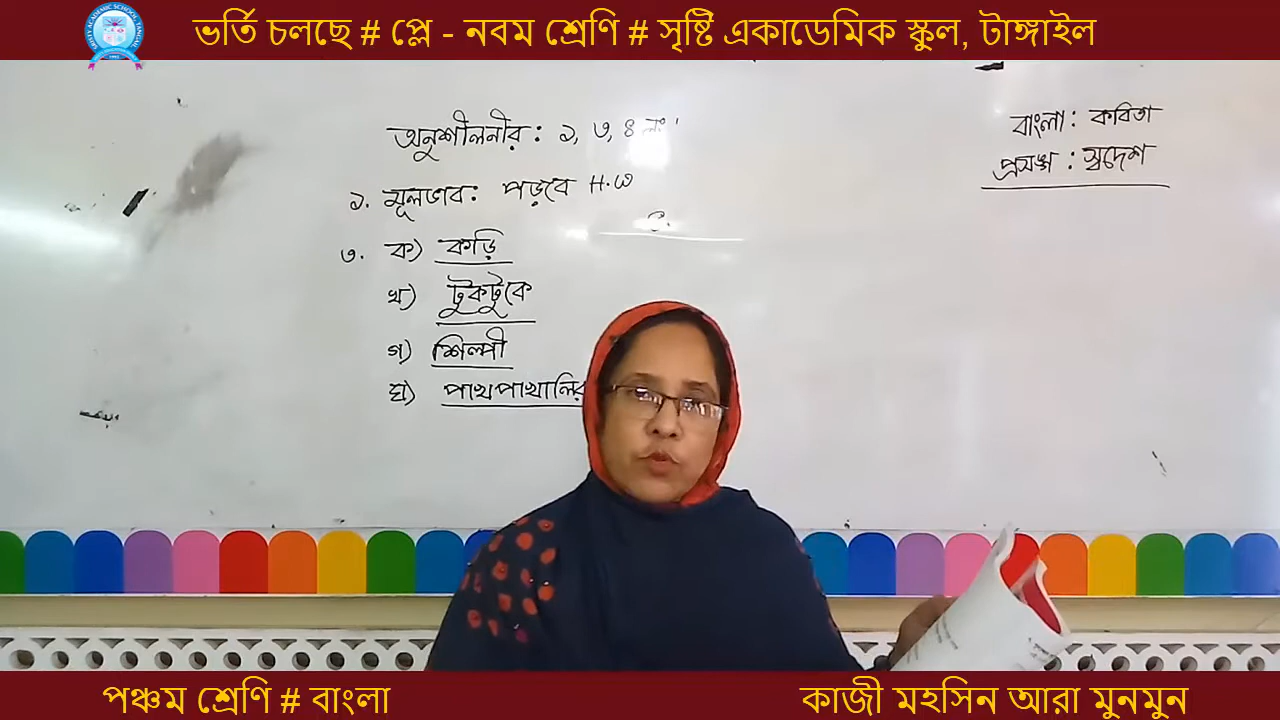 ভর্তি চলছে # প্লে - নবম শ্রেণি # সৃষ্টি একাডেমিক স্কুল, টাঙ্গাইল
অনুশীলনীর: ১, ৩, ৪ নং
বাংলা: কবিতা
প্রসঙ্গ: স্বদেশ
১. মূলভাব: পড়বে H.W
৩. ক) কড়ি
খ) টুকটুকে
গ) শিল্পী
ঘ) পাখপাখালির
পঞ্চম শ্রেণি # বাংলা
কাজী মহসিন আরা মুনমুন